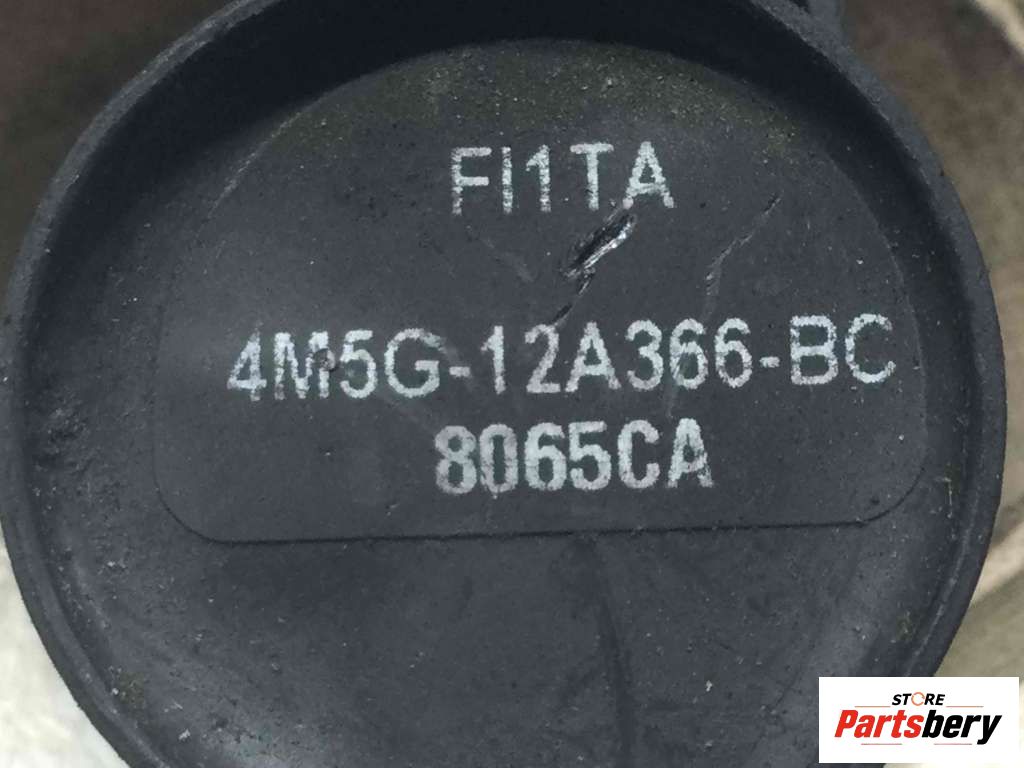 FI1TA
4M5G-12A366-BC
8065CA
STORE
Partsbery